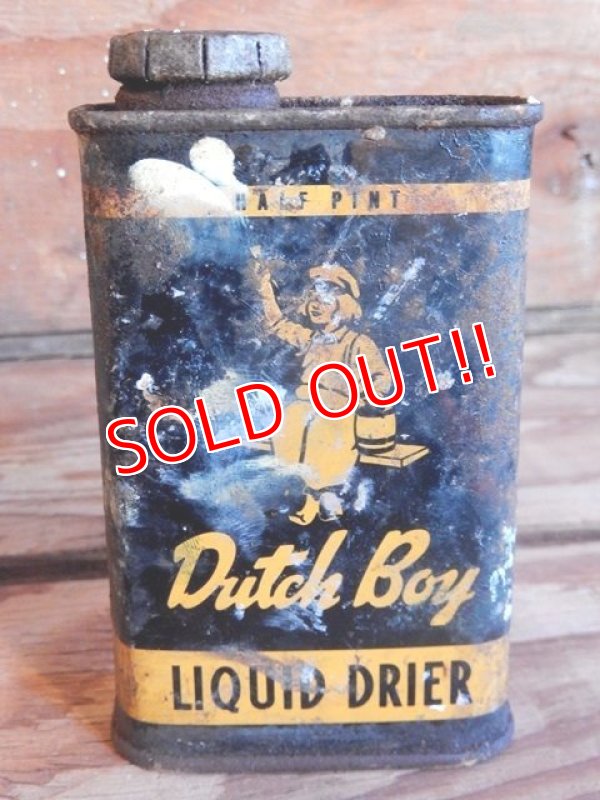 HALF PINT
SOLD OUT!!
Dutch Boy
LIQUID DRIER